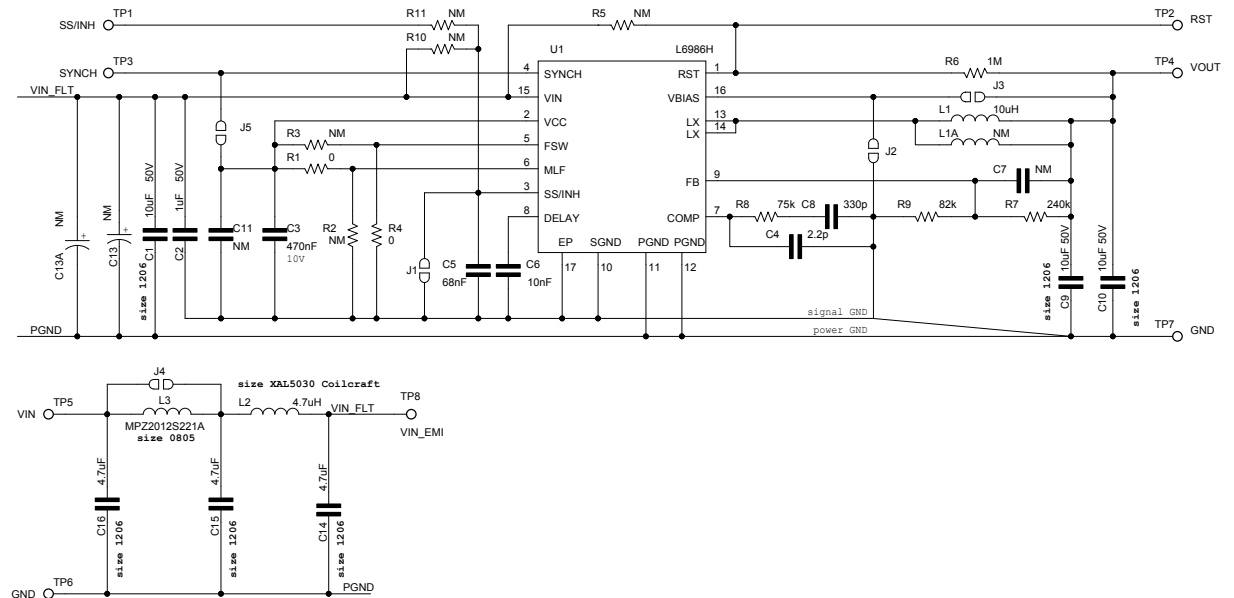 TP1
SS/INH
R11
NM
R10
NM
R5
NM
TP2
RST
U1
L6986H
TP3
SYNCH
4
SYNCH
RST
1
R6
1M
TP4
VOUT
VIN_FLT
15
VIN
VBIAS
16
J3
2
VCC
LX
13
LX
14
L1
10uH
L1A
NM
J5
R3
NM
5
FSW
J2
R1
0
6
MLF
FB
9
C7
NM
3
SS/INH
8
DELAY
COMP
7
R8
75k
C8
330p
R9
82k
R7
240k
C4
2.2p
EP
SGND
PGND
PGND
17
10
11
12
NM
C13A
+
NM
C13
+
10uF 50V
C1
size 1206
1uF 50V
C2
C11
NM
C3
470nF
10V
R2
NM
R4
0
J1
C5
68nF
C6
10nF
10uF 50V
C9
size 1206
10uF 50V
C10
size 1206
signal GND
power GND
PGND
TP7
GND
J4
size XAL5030 Coilcraft
VIN
TP5
L3
MPZ2012S221A
size 0805
L2
4.7uH
VIN_FLT
TP8
VIN_EMI
4.7uF
C16
size 1206
4.7uF
C15
size 1206
4.7uF
C14
size 1206
GND
TP6
PGND